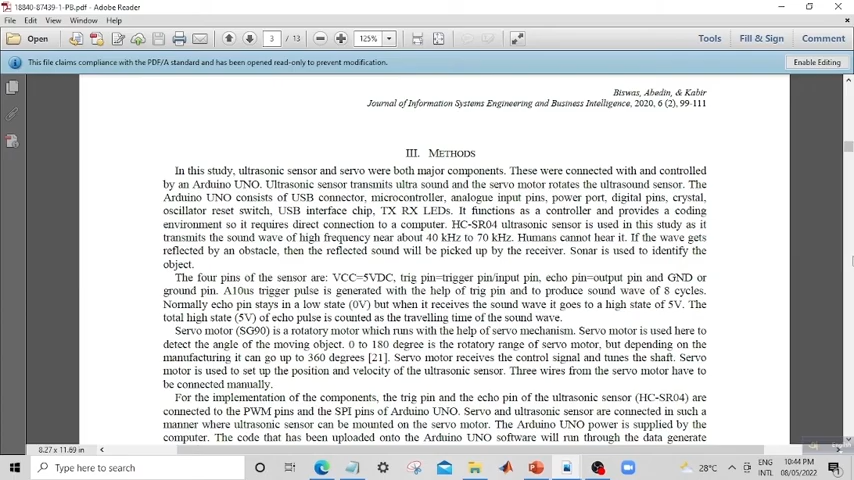 18840-87439-1-PB.pdf - Adobe Reader
File Edit View Window Help
Open 3 / 13 125% Tools Fill & Sign Comment
This file claims compliance with the PDF/A standard and has been opened read-only to prevent modification. Enable Editing
Biswas, Abedin, & Kabir
Journal of Information Systems Engineering and Business Intelligence, 2020, 6 (2), 99-111
III. METHODS
In this study, ultrasonic sensor and servo were both major components. These were connected with and controlled
by an Arduino UNO. Ultrasonic sensor transmits ultra sound and the servo motor rotates the ultrasound sensor. The
Arduino UNO consists of USB connector, microcontroller, analogue input pins, power port, digital pins, crystal,
oscillator reset switch, USB interface chip, TX RX LEDs. It functions as a controller and provides a coding
environment so it requires direct connection to a computer. HC-SR04 ultrasonic sensor is used in this study as it
transmits the sound wave of high frequency near about 40 kHz to 70 kHz. Humans cannot hear it. If the wave gets
reflected by an obstacle, then the reflected sound will be picked up by the receiver. Sonar is used to identify the
object.
The four pins of the sensor are: VCC=5VDC, trig pin=trigger pin/input pin, echo pin=output pin and GND or
ground pin. A10us trigger pulse is generated with the help of trig pin and to produce sound wave of 8 cycles.
Normally echo pin stays in a low state (0V) but when it receives the sound wave it goes to a high state of 5V. The
total high state (5V) of echo pulse is counted as the travelling time of the sound wave.
Servo motor (SG90) is a rotatory motor which runs with the help of servo mechanism. Servo motor is used here to
detect the angle of the moving object. 0 to 180 degree is the rotatory range of servo motor, but depending on the
manufacturing it can go up to 360 degrees [21]. Servo motor receives the control signal and tunes the shaft. Servo
motor is used to set up the position and velocity of the ultrasonic sensor. Three wires from the servo motor have to
be connected manually.
For the implementation of the components, the trig pin and the echo pin of the ultrasonic sensor (HC-SR04) are
connected to the PWM pins and the SPI pins of Arduino UNO. Servo and ultrasonic sensor are connected in such a
manner where ultrasonic sensor can be mounted on the servo motor. The Arduino UNO power is supplied by the
computer. The code that has been uploaded onto the Arduino UNO software will run through the data generate
8.27 x 11.69 in
Type here to search
28°C
ENG
INTL
10:44 PM
08/05/2022